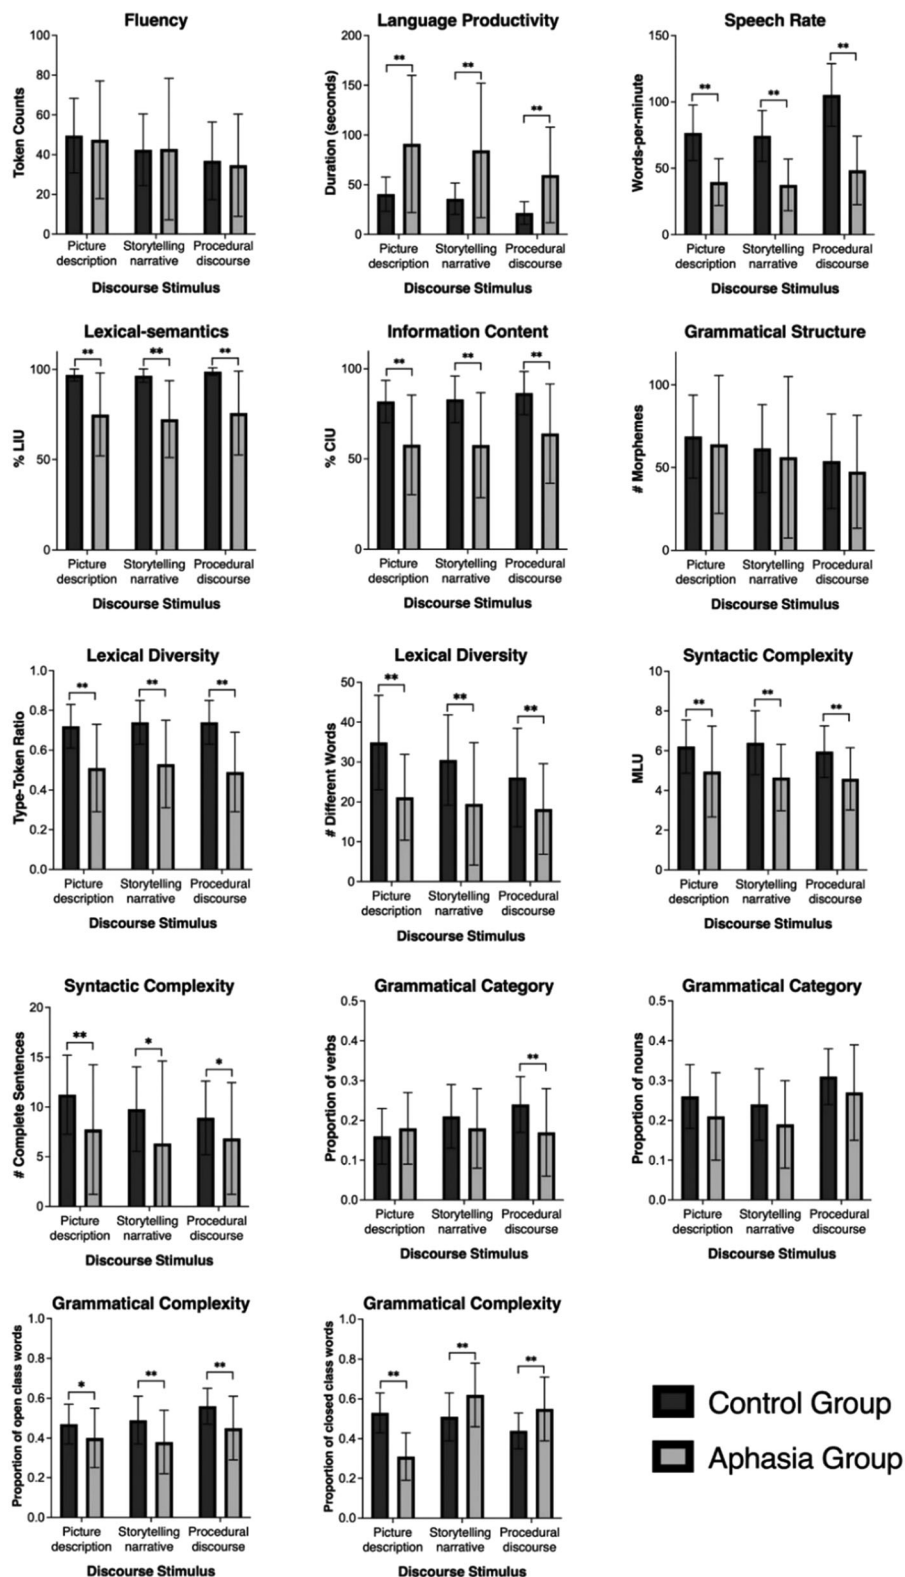 Fluency
Token Counts
100
80
60
40
20
0
Picture description
Storytelling narrative
Procedural discourse
Discourse Stimulus
Language Productivity
Duration (seconds)
200
150
100
50
0
**
**
**
Picture description
Storytelling narrative
Procedural discourse
Discourse Stimulus
Speech Rate
Words-per-minute
150
100
50
0
**
**
**
Picture description
Storytelling narrative
Procedural discourse
Discourse Stimulus
Lexical-semantics
% LIU
100
50
0
**
**
**
Picture description
Storytelling narrative
Procedural discourse
Discourse Stimulus
Information Content
% CIU
100
50
0
**
**
**
Picture description
Storytelling narrative
Procedural discourse
Discourse Stimulus
Grammatical Structure
# Morphemes
100
50
0
Picture description
Storytelling narrative
Procedural discourse
Discourse Stimulus
Lexical Diversity
Type-Token Ratio
1.0
0.8
0.6
0.4
0.2
0.0
**
**
**
Picture description
Storytelling narrative
Procedural discourse
Discourse Stimulus
Lexical Diversity
# Different Words
50
40
30
20
10
0
**
**
**
Picture description
Storytelling narrative
Procedural discourse
Discourse Stimulus
Syntactic Complexity
MLU
10
8
6
4
2
0
**
**
**
Picture description
Storytelling narrative
Procedural discourse
Discourse Stimulus
Syntactic Complexity
# Complete Sentences
20
15
10
5
0
**
*
*
Picture description
Storytelling narrative
Procedural discourse
Discourse Stimulus
Grammatical Category
Proportion of verbs
0.5
0.4
0.3
0.2
0.1
0.0
**
Picture description
Storytelling narrative
Procedural discourse
Discourse Stimulus
Grammatical Category
Proportion of nouns
0.5
0.4
0.3
0.2
0.1
0.0
Picture description
Storytelling narrative
Procedural discourse
Discourse Stimulus
Grammatical Complexity
Proportion of open class words
1.0
0.8
0.6
0.4
0.2
0.0
*
**
**
Picture description
Storytelling narrative
Procedural discourse
Discourse Stimulus
Grammatical Complexity
Proportion of closed class words
1.0
0.8
0.6
0.4
0.2
0.0
**
**
**
Picture description
Storytelling narrative
Procedural discourse
Discourse Stimulus
Control Group
Aphasia Group